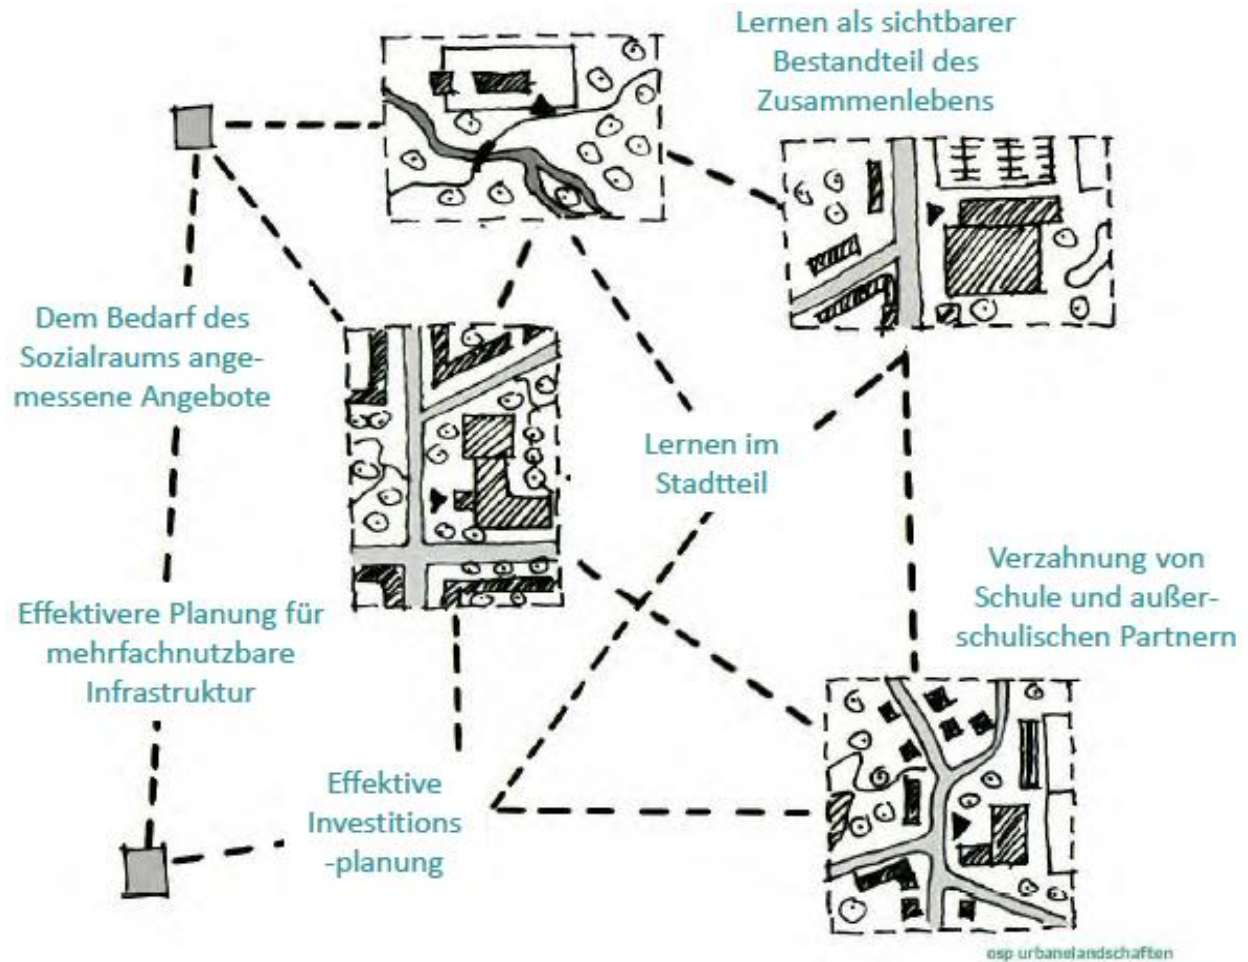 Lernen als sichtbarer
Bestandteil des
Zusammenlebens
Dem Bedarf des
Sozialraums ange-
messene Angebote
Lernen im
Stadtteil
Verzahnung von
Schule und außer-
schulischen Partnern
Effektivere Planung für
mehrfachnutzbare
Infrastruktur
Effektive
Investitions
-planung
osp urbanelandschaften